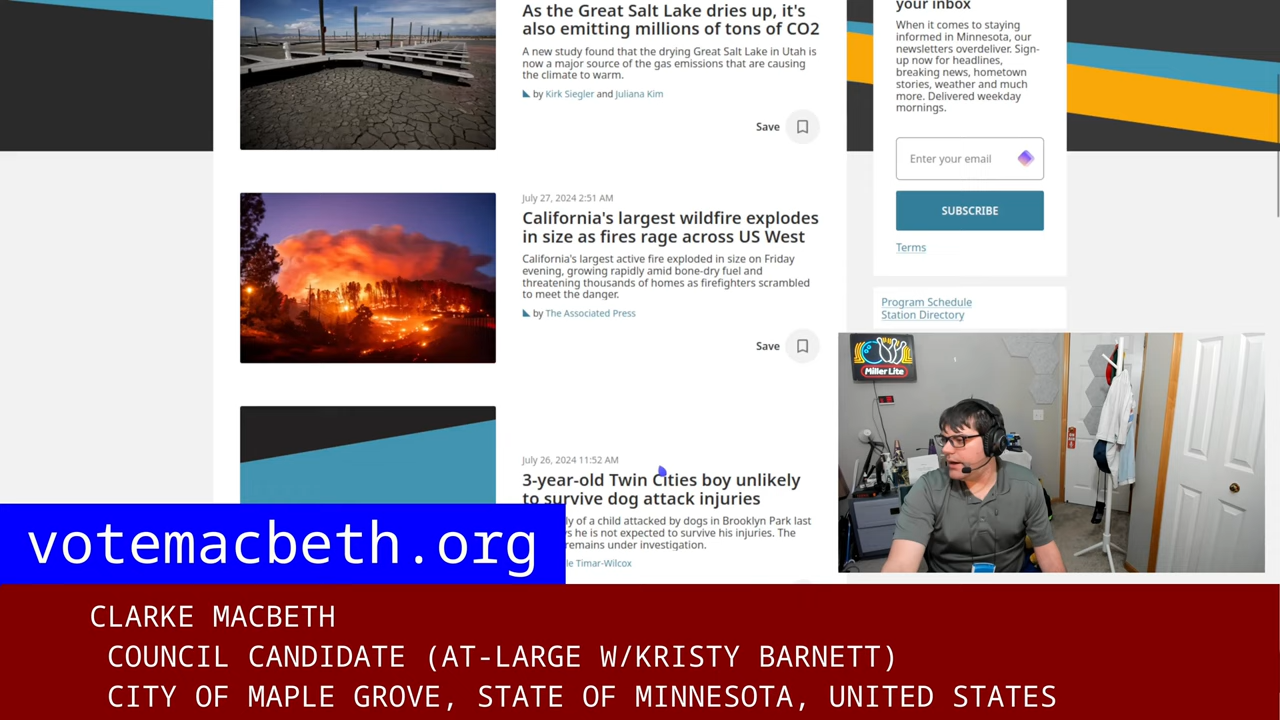 As the Great Salt Lake dries up, it's
also emitting millions of tons of CO2
A new study found that the drying Great Salt Lake in Utah is
now a major source of the gas emissions that are causing
the climate to warm.
by Kirk Siegler and Juliana Kim
Save
July 27, 2024 2:51 AM
California's largest wildfire explodes
in size as fires rage across US West
California's largest active fire exploded in size on Friday
evening, growing rapidly amid bone-dry fuel and
threatening thousands of homes as firefighters scrambled
to meet the danger.
by The Associated Press
Save
July 26, 2024 11:52 AM
3-year-old Twin Cities boy unlikely
to survive dog attack injuries
of a child attacked by dogs in Brooklyn Park last
he is not expected to survive his injuries. The
remains under investigation.
Timar-Wilcox
your inbox
When it comes to staying
informed in Minnesota, our
newsletters overdeliver. Sign-
up now for headlines,
breaking news, hometown
stories, weather and much
more. Delivered weekday
mornings.
Enter your email
SUBSCRIBE
Terms
Program Schedule
Station Directory
Miller Lite
votemacbeth.org
CLARKE MACBETH
COUNCIL CANDIDATE (AT-LARGE W/KRISTY BARNETT)
CITY OF MAPLE GROVE, STATE OF MINNESOTA, UNITED STATES